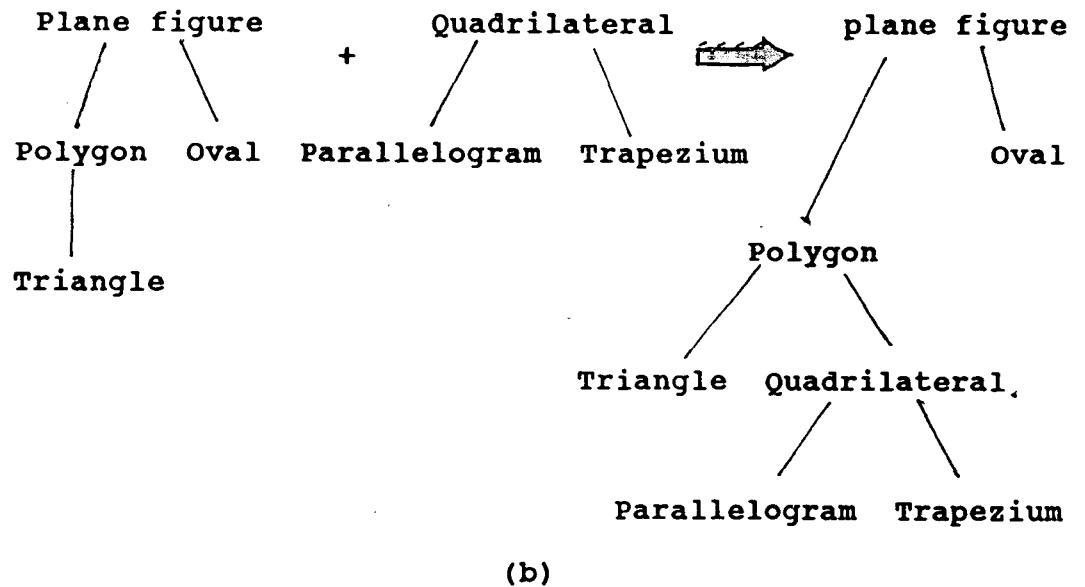 Plane figure + Quadrilateral plane figure
Polygon Oval Parallelogram Trapezium Oval
Polygon
Triangle
Triangle Quadrilateral
Parallelogram Trapezium
(b)